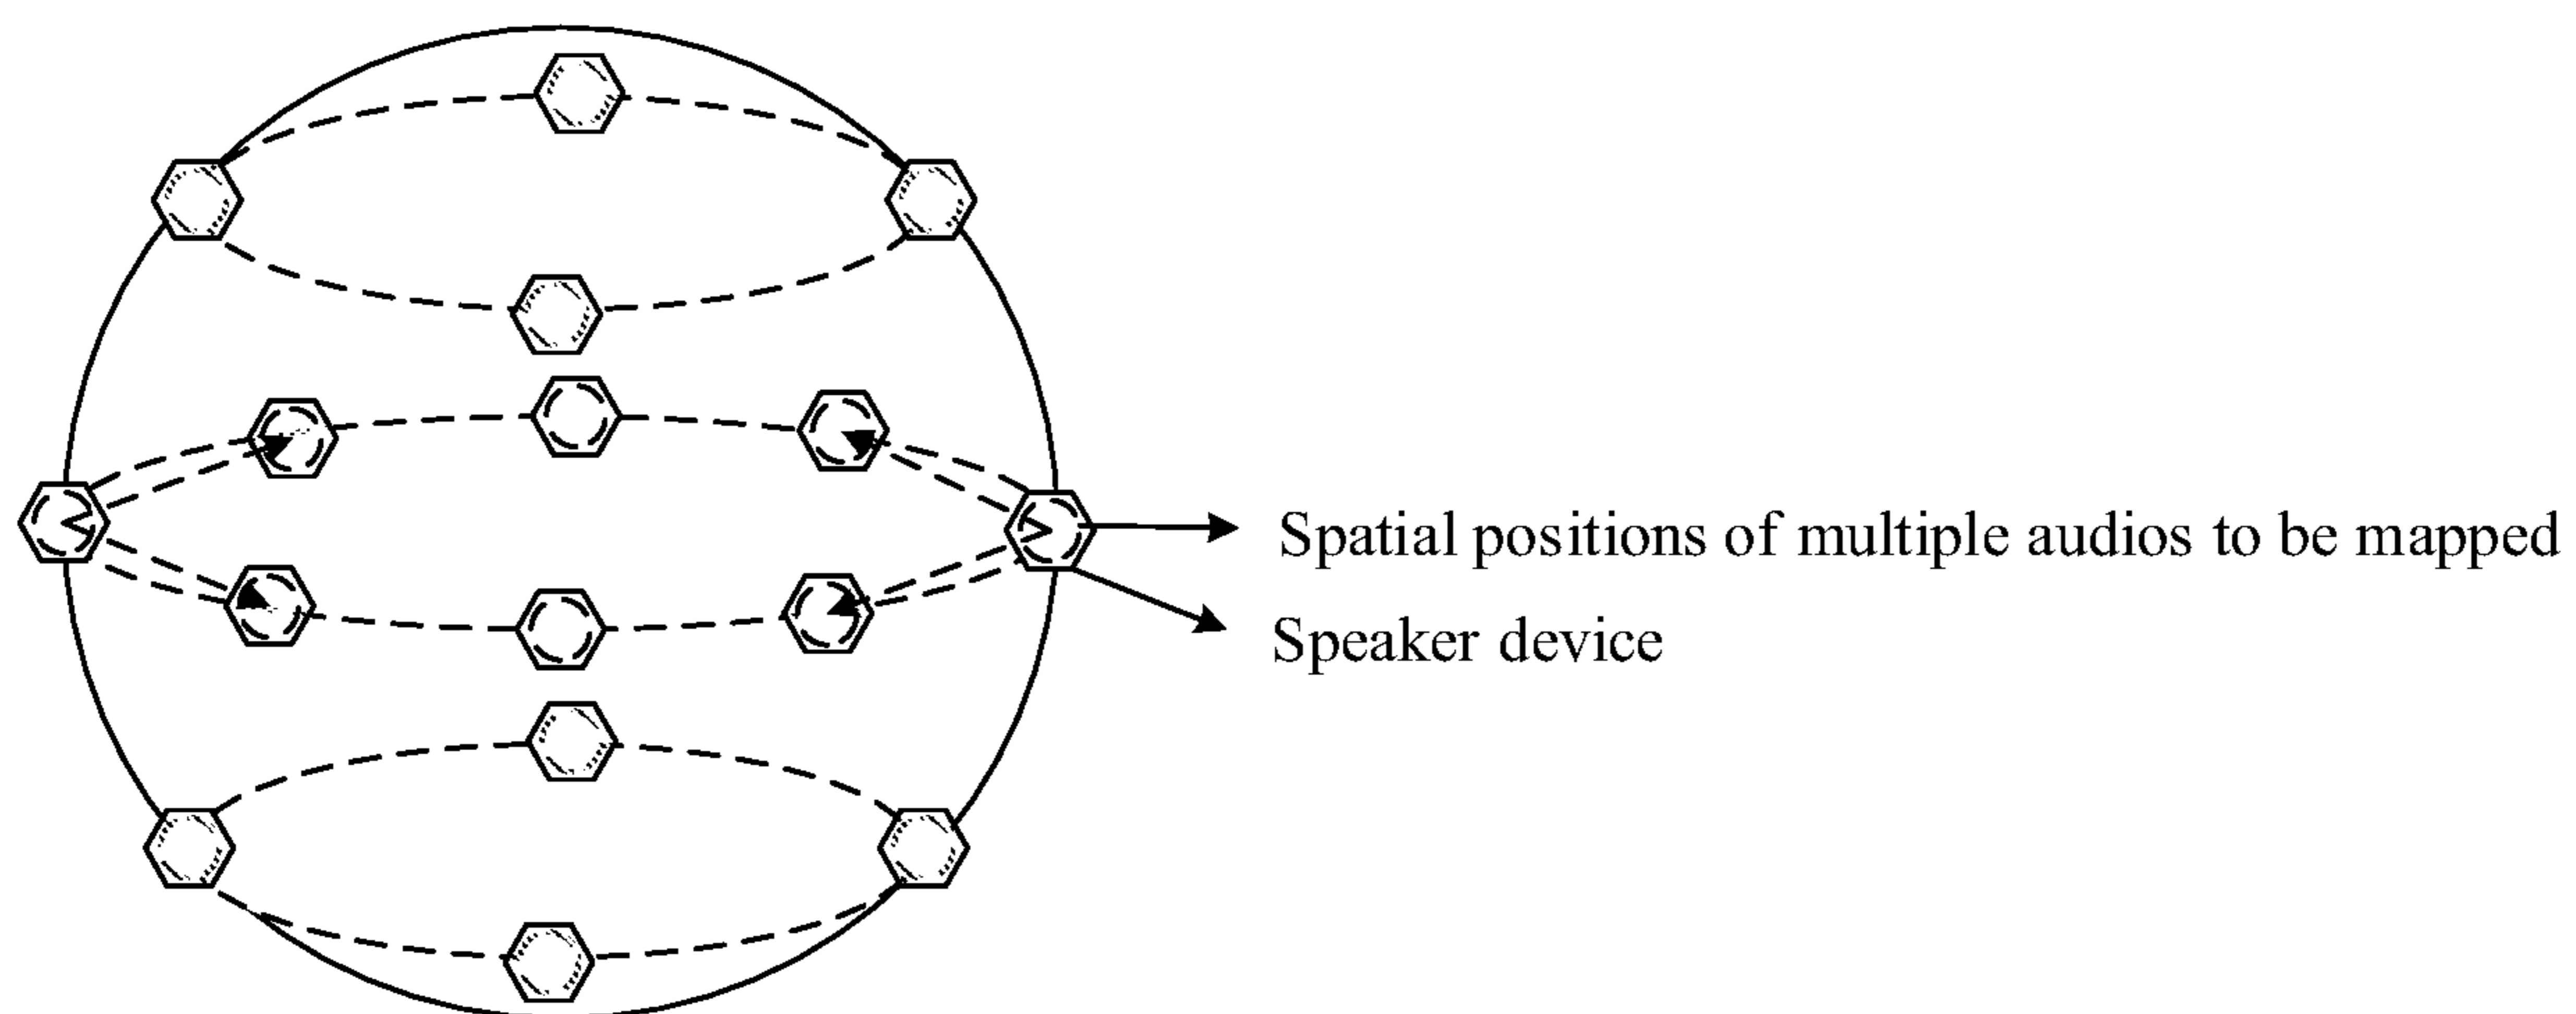 Spatial positions of multiple audios to be mapped
Speaker device